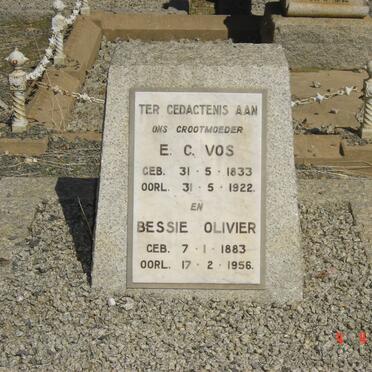 TER GEDACTENIS AAN
ONS GROOTMOEDER
E. C. VOS
GEB. 31 · 5 · 1833
OORL. 31 · 5 · 1922.
EN
BESSIE OLIVIER
GEB. 7 · 1 · 1883
OORL. 17 · 2 · 1956.